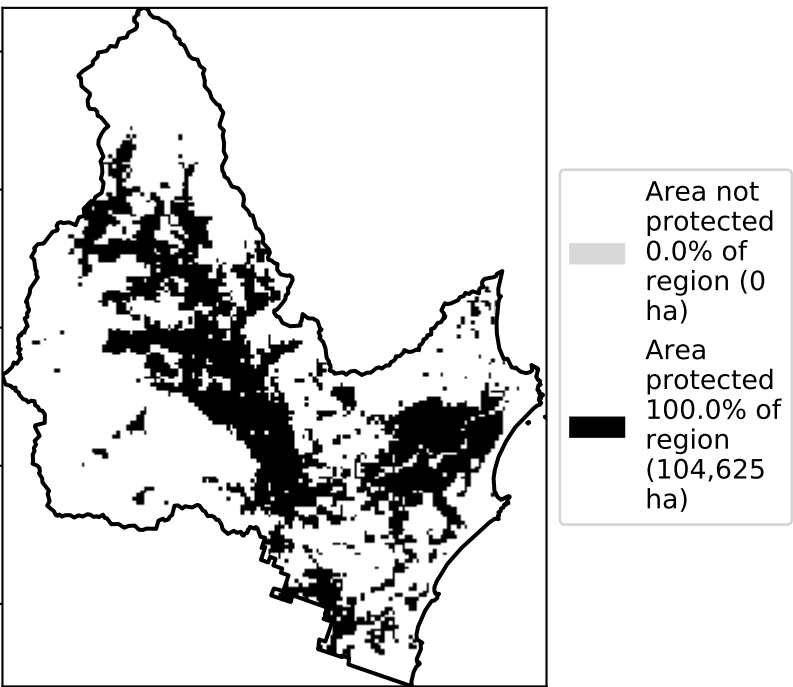 Area not
protected
0.0% of
region (0
ha)
Area
protected
100.0% of
region
(104,625
ha)